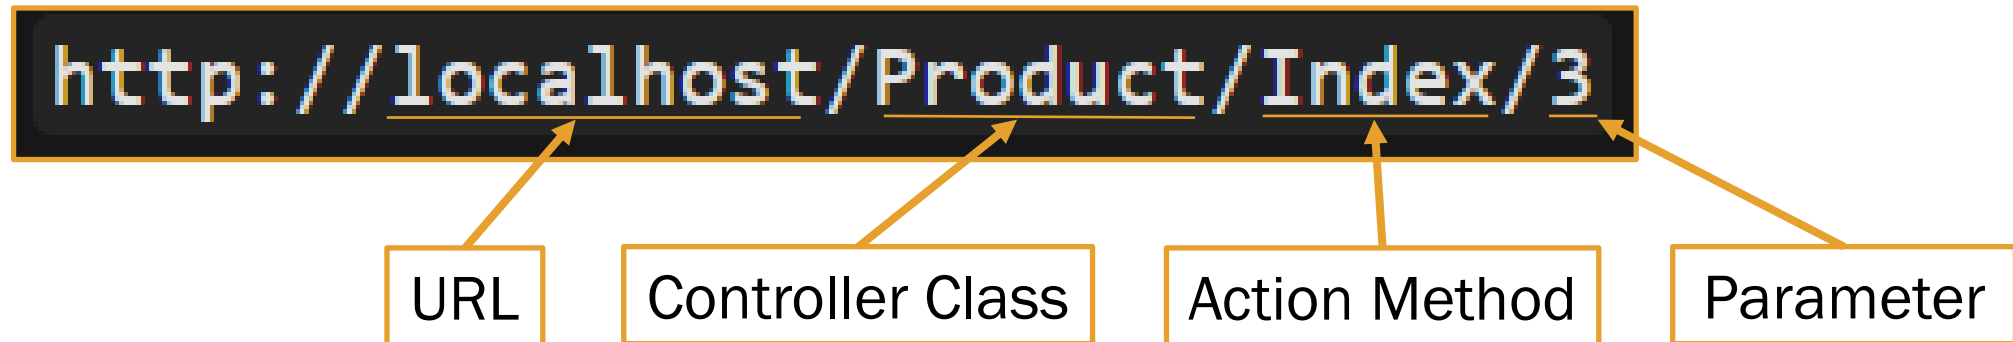 http://localhost/Product/Index/3
URL
Controller Class
Action Method
Parameter